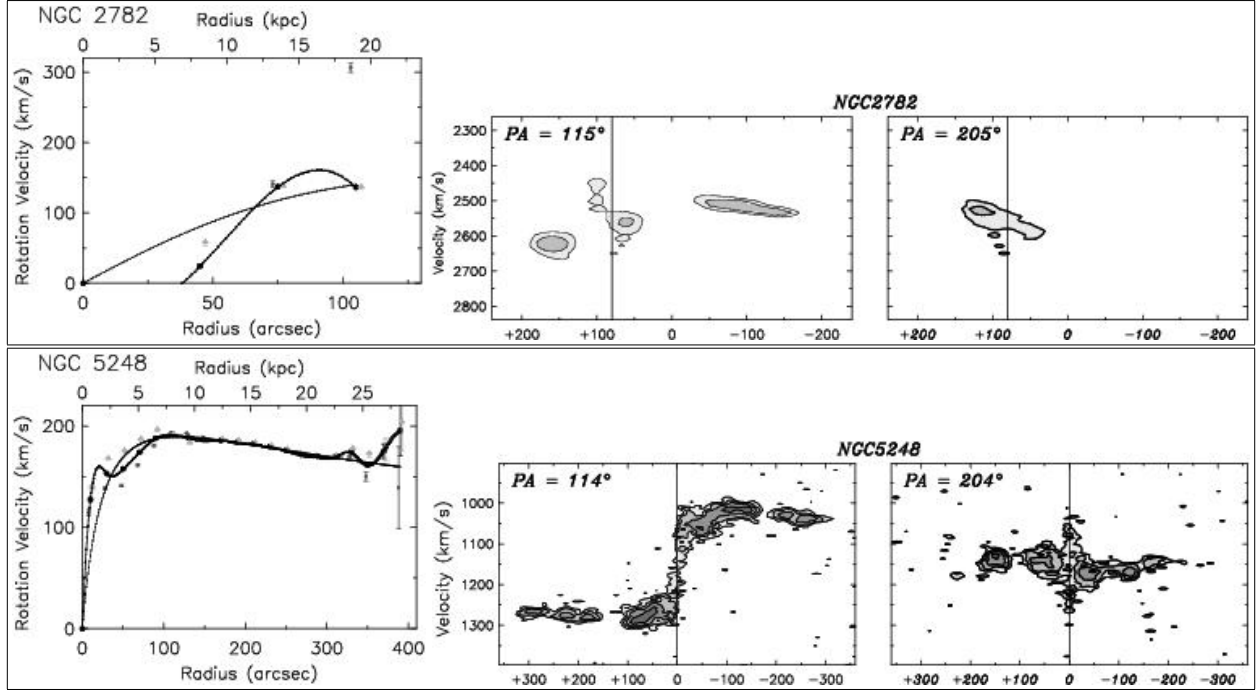 NGC 2782
Radius (kpc)
0 10 20
Rotation Velocity (km/s)
300
200
100
0
0 50 100
Radius (arcsec)
NGC2782
PA = 115°
Velocity (km/s)
2300
2400
2500
2600
2700
2800
+200 +100 0 -100 -200
PA = 205°
+200 +100 0 -100 -200
NGC 5248
Radius (kpc)
0 5 10 15 20 25
Rotation Velocity (km/s)
200
100
0
0 100 200 300 400
Radius (arcsec)
NGC5248
PA = 114°
Velocity (km/s)
1000
1100
1200
1300
+300 +200 +100 0 -100 -200 -300
PA = 204°
+300 +200 +100 0 -100 -200 -300